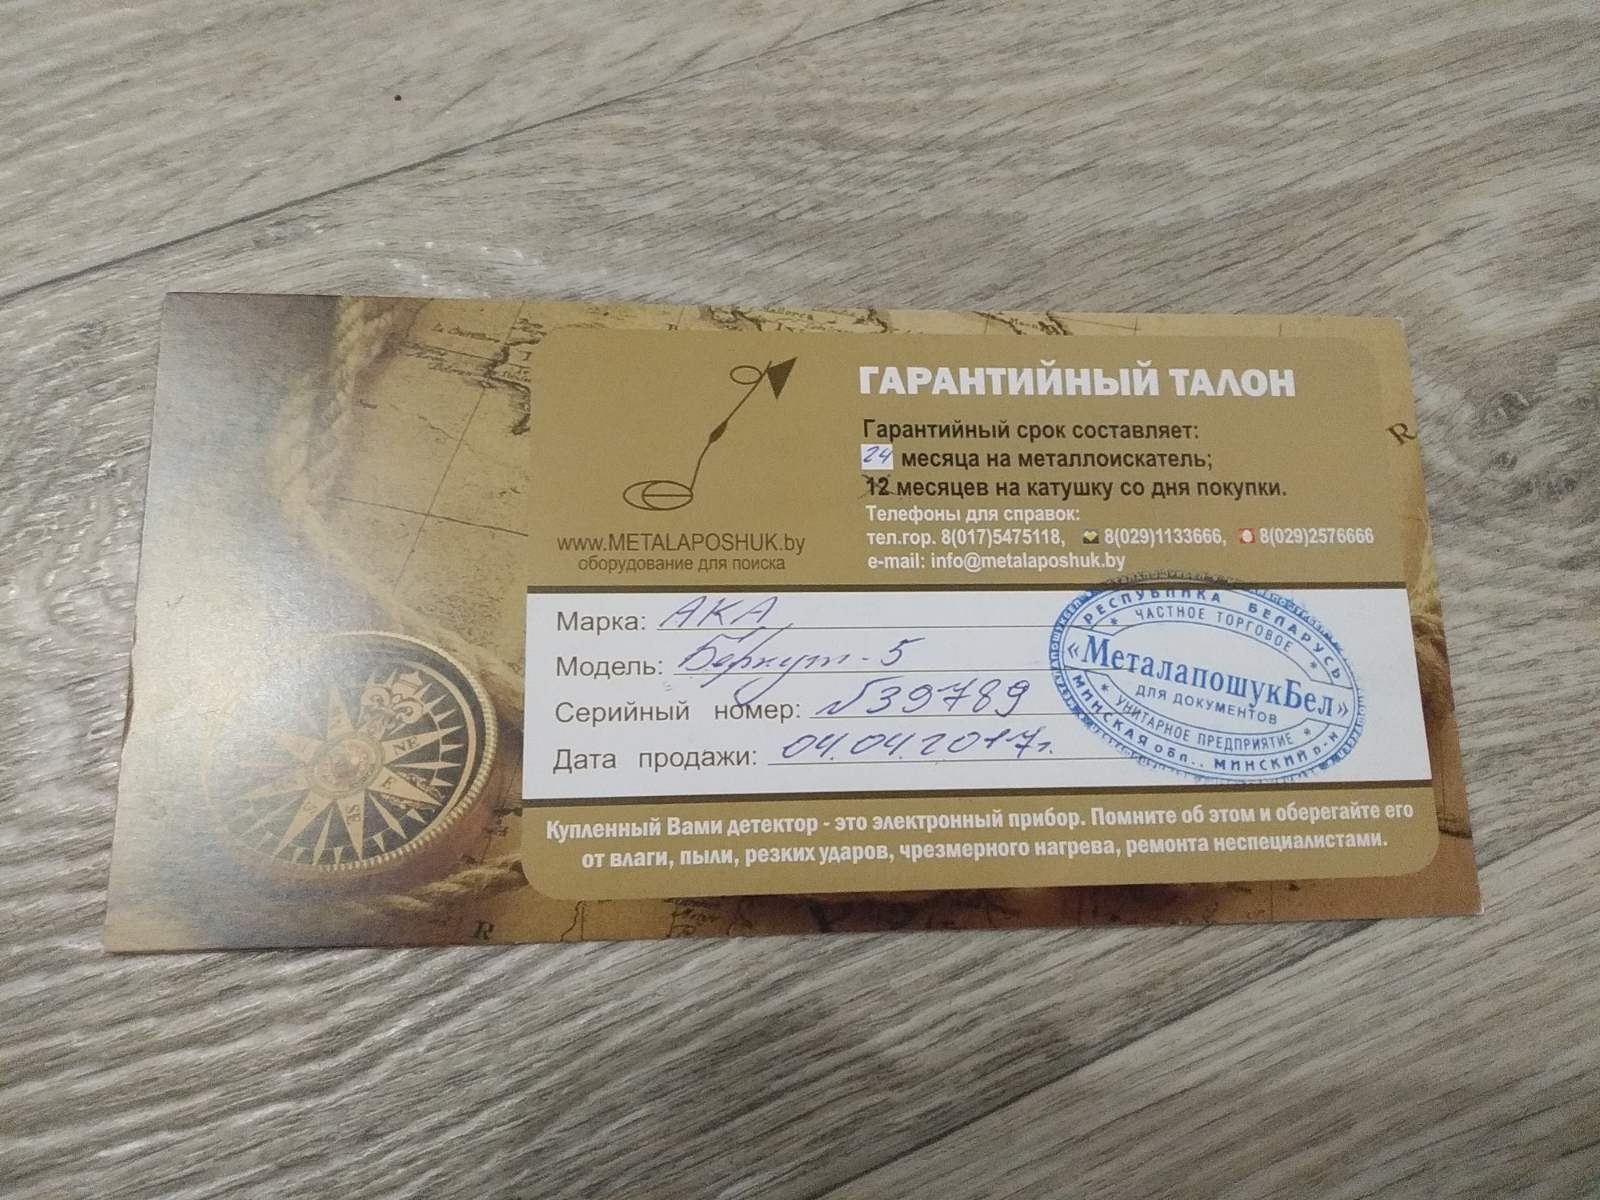 ГАРАНТИЙНЫЙ ТАЛОН
Гарантийный срок составляет:
24 месяца на металлоискатель;
12 месяцев на катушку со дня покупки.
Телефоны для справок:
тел.гор. 8(017)5475118, 8(029)1133666, 8(029)2576666
e-mail: info@metalaposhuk.by
www.METALAPOSHUK.by
оборудование для поиска
Марка: АКА
Модель: Беркут-5
Серийный номер: №39789
Дата продажи: 04.04.2017г.
РЕСПУБЛИКА БЕЛАРУСЬ
* ЧАСТНОЕ ТОРГОВОЕ *
«МеталапошукБел»
ДЛЯ ДОКУМЕНТОВ
* УНИТАРНОЕ ПРЕДПРИЯТИЕ *
МИНСКАЯ обл., МИНСКИЙ р-н
Купленный Вами детектор - это электронный прибор. Помните об этом и оберегайте его
от влаги, пыли, резких ударов, чрезмерного нагрева, ремонта неспециалистами.
R
R
NE
E
SE
S